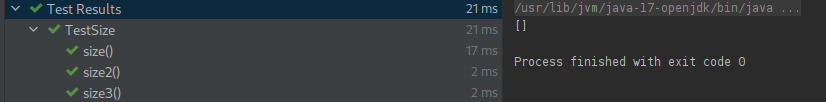 Test Results 21 ms
TestSize 21 ms
size() 17 ms
size2() 2 ms
size3() 2 ms
/usr/lib/jvm/java-17-openjdk/bin/java ...
[]
Process finished with exit code 0